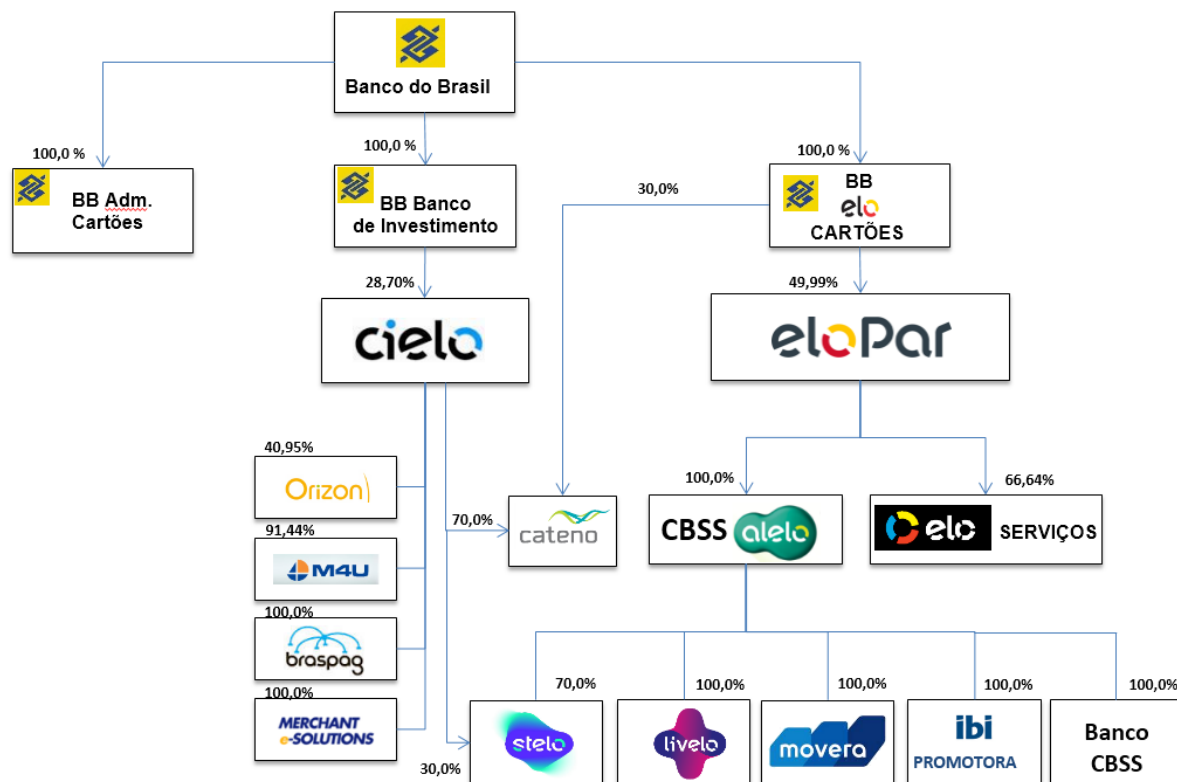 Banco do Brasil
100,0 %
100,0 %
100,0 %
BB Adm.
Cartões
BB Banco
de Investimento
30,0%
BB
elo
CARTÕES
28,70%
49,99%
cielo
eloPar
40,95%
Orizon
91,44%
M4U
100,0%
braspag
100,0%
MERCHANT
e-SOLUTIONS
70,0%
cateno
100,0%
CBSS alelo
66,64%
elo SERVIÇOS
70,0%
100,0%
100,0%
100,0%
100,0%
30,0%
stelo
livelo
movera
ibi
PROMOTORA
Banco
CBSS